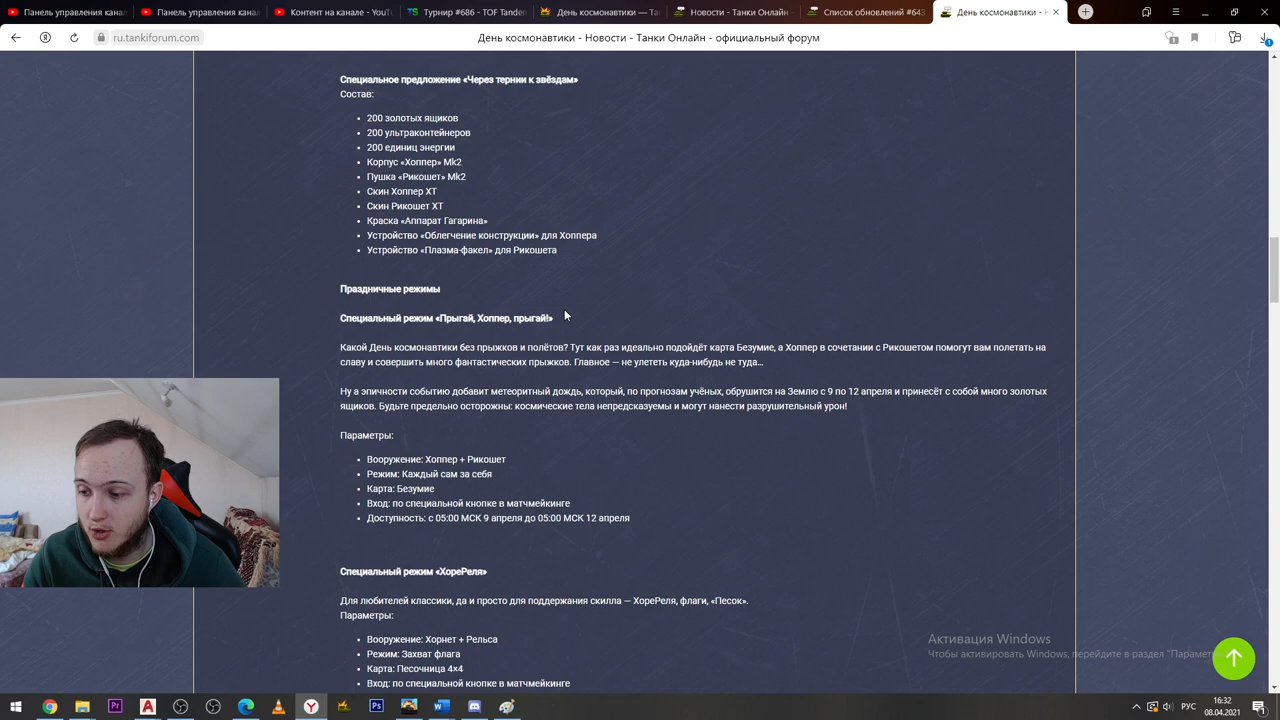 Панель управления канал
Панель управления канал
Контент на канале - YouTu
Турнир #686 - TOF Tandem
День космонавтики — Та
Новости - Танки Онлайн
Список обновлений #643
День космонавтики - Н
ru.tankiforum.com
День космонавтики - Новости - Танки Онлайн - официальный форум
1
1
Специальное предложение «Через тернии к звёздам»
Состав:
• 200 золотых ящиков
• 200 ультраконтейнеров
• 200 единиц энергии
• Корпус «Хоппер» Mk2
• Пушка «Рикошет» Mk2
• Скин Хоппер XT
• Скин Рикошет XT
• Краска «Аппарат Гагарина»
• Устройство «Облегчение конструкции» для Хоппера
• Устройство «Плазма-факел» для Рикошета
Праздничные режимы
Специальный режим «Прыгай, Хоппер, прыгай!»
Какой День космонавтики без прыжков и полётов? Тут как раз идеально подойдёт карта Безумие, а Хоппер в сочетании с Рикошетом помогут вам полетать на
славу и совершить много фантастических прыжков. Главное — не улететь куда-нибудь не туда…
Ну а эпичности событию добавит метеоритный дождь, который, по прогнозам учёных, обрушится на Землю с 9 по 12 апреля и принесёт с собой много золотых
ящиков. Будьте предельно осторожны: космические тела непредсказуемы и могут нанести разрушительный урон!
Параметры:
• Вооружение: Хоппер + Рикошет
• Режим: Каждый сам за себя
• Карта: Безумие
• Вход: по специальной кнопке в матчмейкинге
• Доступность: с 05:00 МСК 9 апреля до 05:00 МСК 12 апреля
Специальный режим «ХореРеля»
Для любителей классики, да и просто для поддержания скилла — ХореРеля, флаги, «Песок».
Параметры:
• Вооружение: Хорнет + Рельса
• Режим: Захват флага
• Карта: Песочница 4×4
• Вход: по специальной кнопке в матчмейкинге
Активация Windows
Чтобы активировать Windows, перейдите в раздел "Парамет
РУС
16:32
08.04.2021